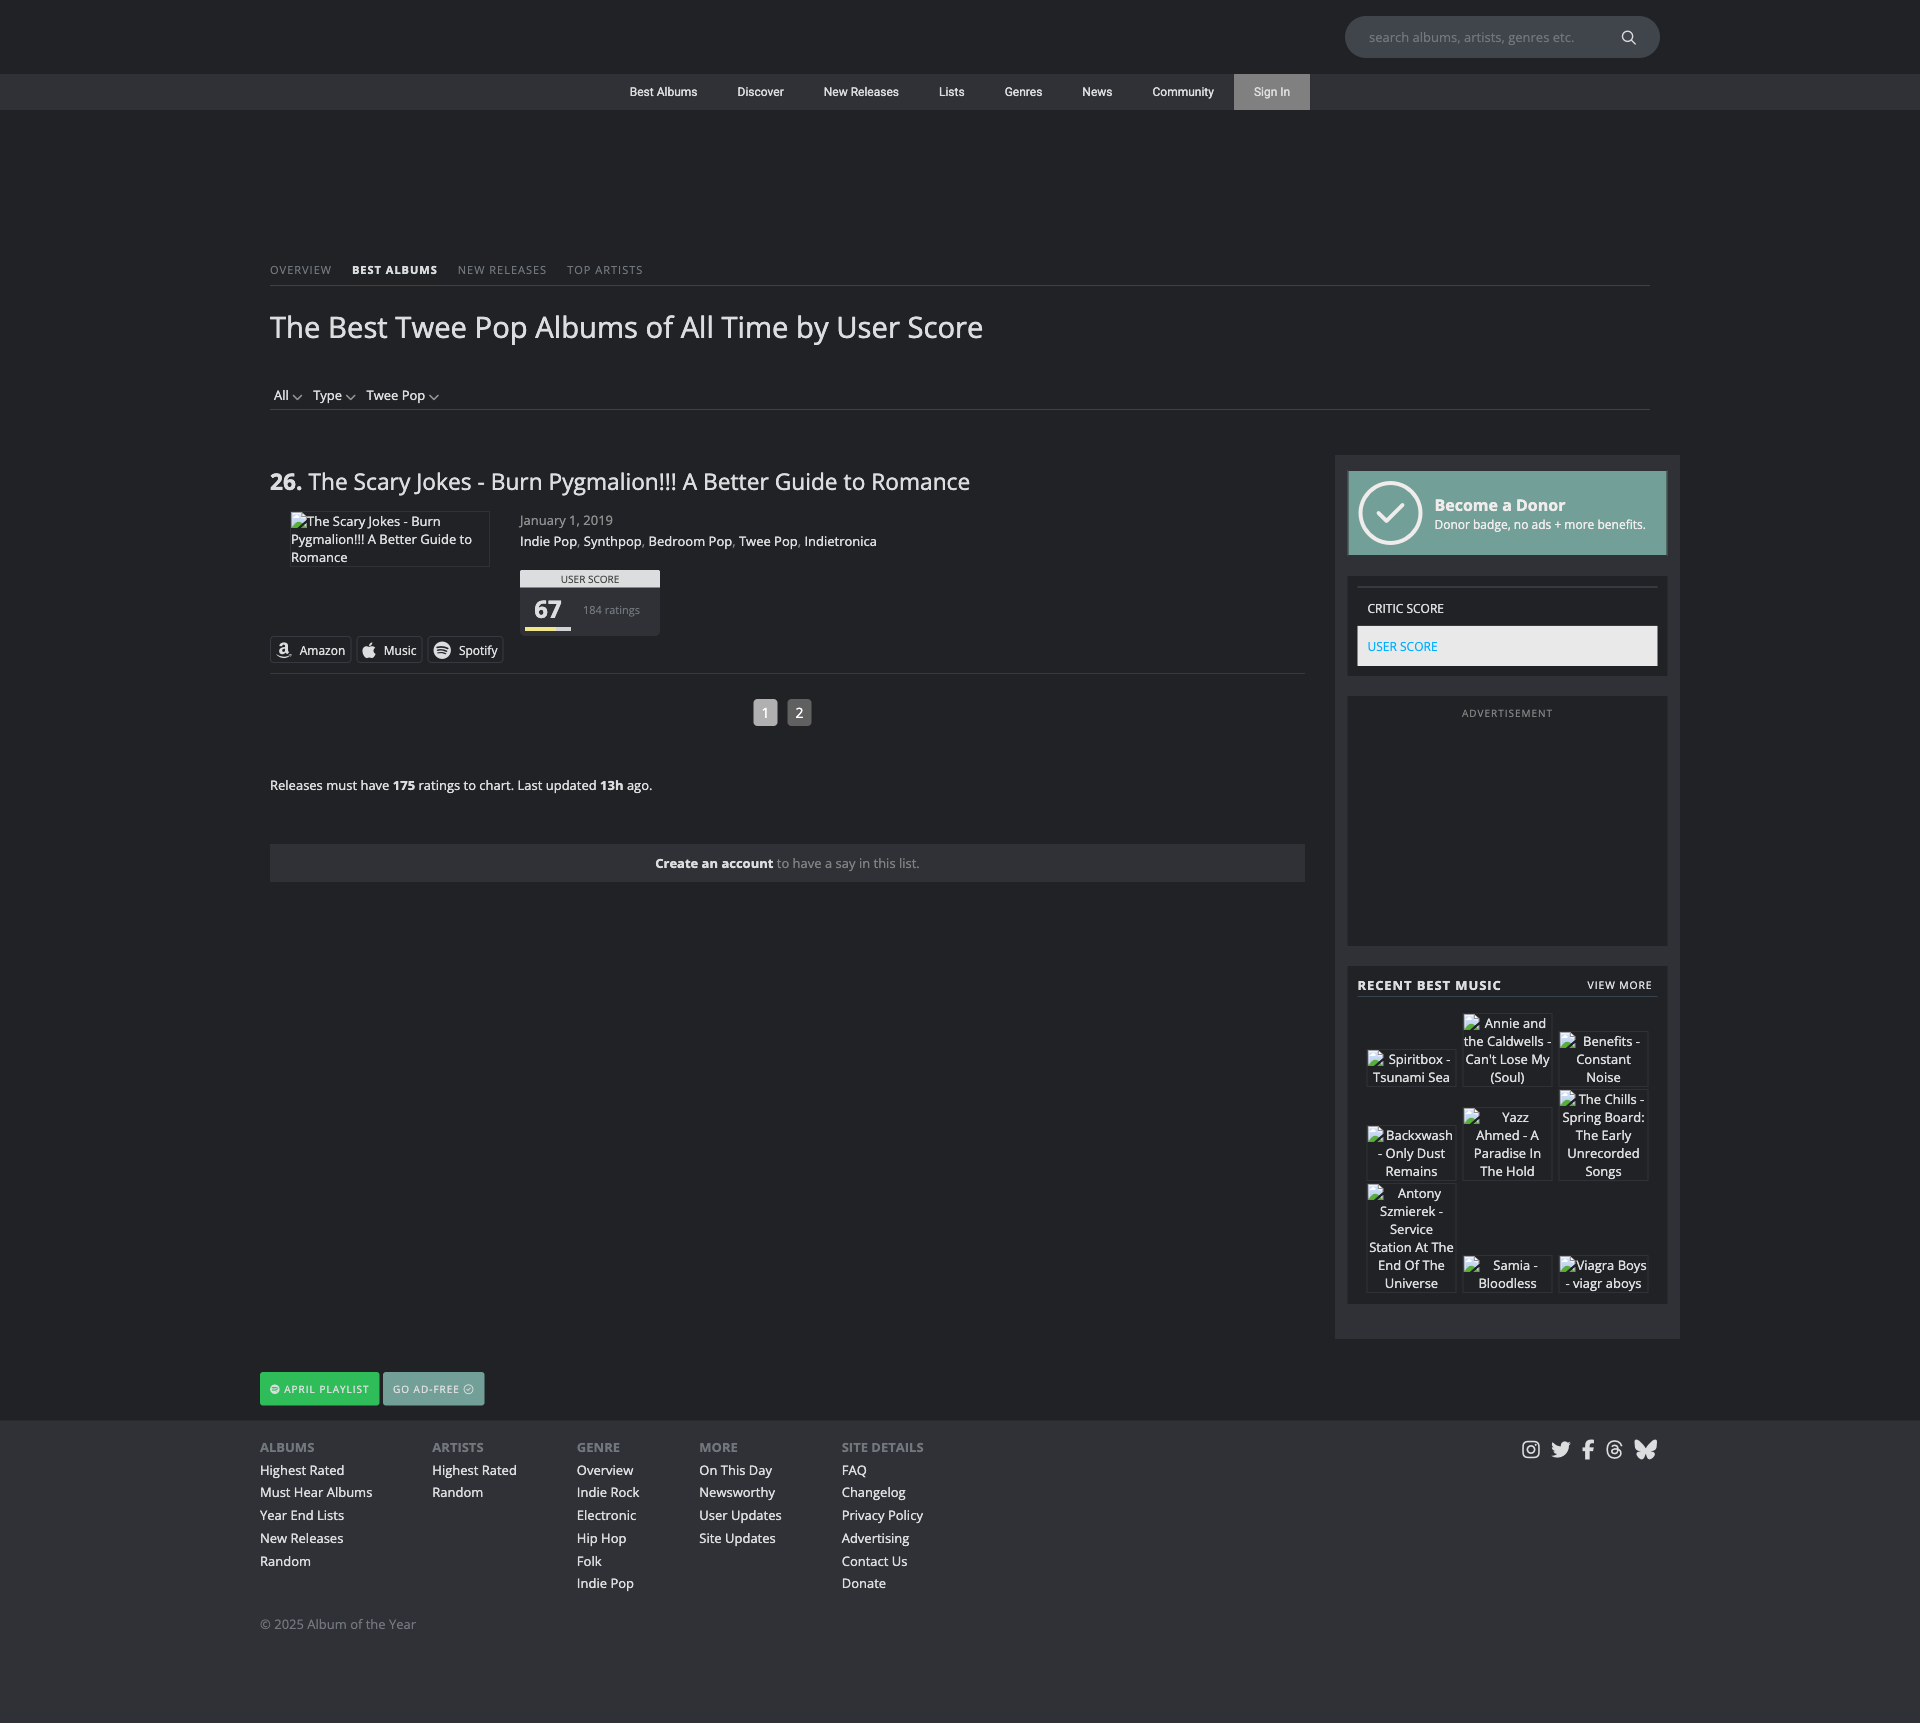 search albums, artists, genres etc.
Best Albums Discover New Releases Lists Genres News Community Sign In
OVERVIEW BEST ALBUMS NEW RELEASES TOP ARTISTS
The Best Twee Pop Albums of All Time by User Score
All Type Twee Pop
26. The Scary Jokes - Burn Pygmalion!!! A Better Guide to Romance
The Scary Jokes - Burn
Pygmalion!!! A Better Guide to
Romance
January 1, 2019
Indie Pop, Synthpop, Bedroom Pop, Twee Pop, Indietronica
USER SCORE
67 184 ratings
Amazon Music Spotify
1 2
Releases must have 175 ratings to chart. Last updated 13h ago.
Create an account to have a say in this list.
Become a Donor
Donor badge, no ads + more benefits.
CRITIC SCORE
USER SCORE
ADVERTISEMENT
RECENT BEST MUSIC VIEW MORE
Spiritbox -
Tsunami Sea
Annie and
the Caldwells -
Can't Lose My
(Soul)
Benefits -
Constant
Noise
Backxwash
- Only Dust
Remains
Yazz
Ahmed - A
Paradise In
The Hold
The Chills -
Spring Board:
The Early
Unrecorded
Songs
Antony
Szmierek -
Service
Station At The
End Of The
Universe
Samia -
Bloodless
Viagra Boys
- viagr aboys
APRIL PLAYLIST GO AD-FREE
ALBUMS
Highest Rated
Must Hear Albums
Year End Lists
New Releases
Random
ARTISTS
Highest Rated
Random
GENRE
Overview
Indie Rock
Electronic
Hip Hop
Folk
Indie Pop
MORE
On This Day
Newsworthy
User Updates
Site Updates
SITE DETAILS
FAQ
Changelog
Privacy Policy
Advertising
Contact Us
Donate
© 2025 Album of the Year